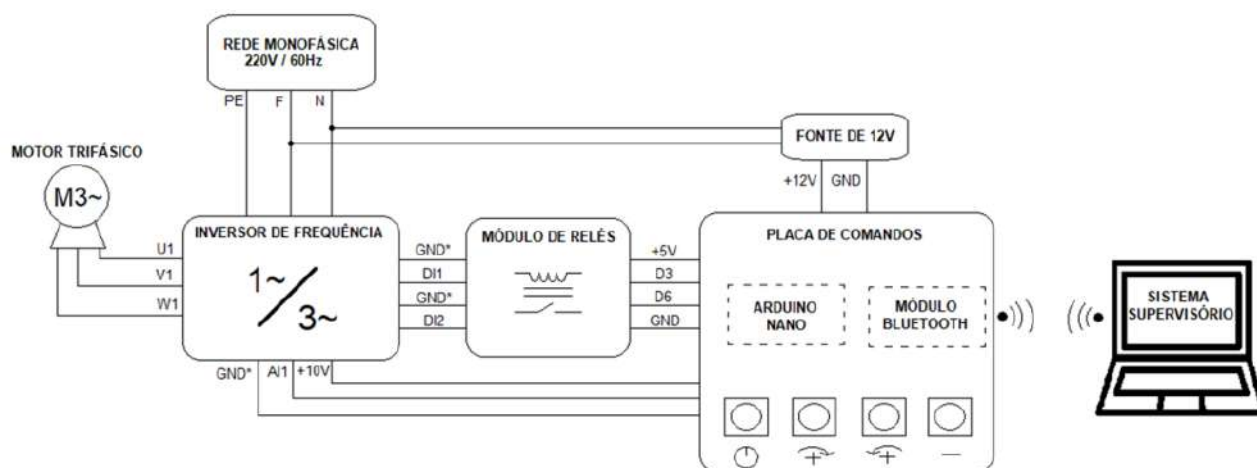 REDE MONOFÁSICA
220V / 60Hz
PE F N
FONTE DE 12V
+12V GND
MOTOR TRIFÁSICO
M3~
U1
V1
W1
INVERSOR DE FREQUÊNCIA
1~
3~
GND*
DI1
GND*
DI2
MÓDULO DE RELÉS
+5V
D3
D6
GND
PLACA DE COMANDOS
ARDUINO
NANO
MÓDULO
BLUETOOTH
SISTEMA
SUPERVISÓRIO
GND* AI1 +10V